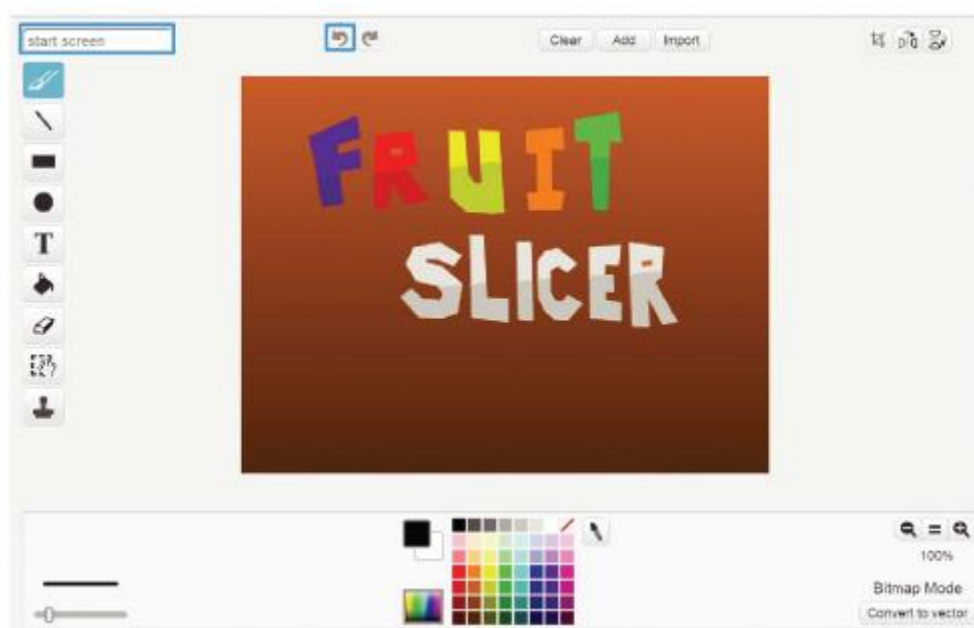 start screen
Clear Add Import
FRUIT
SLICER
T
100%
Bitmap Mode
Convert to vector